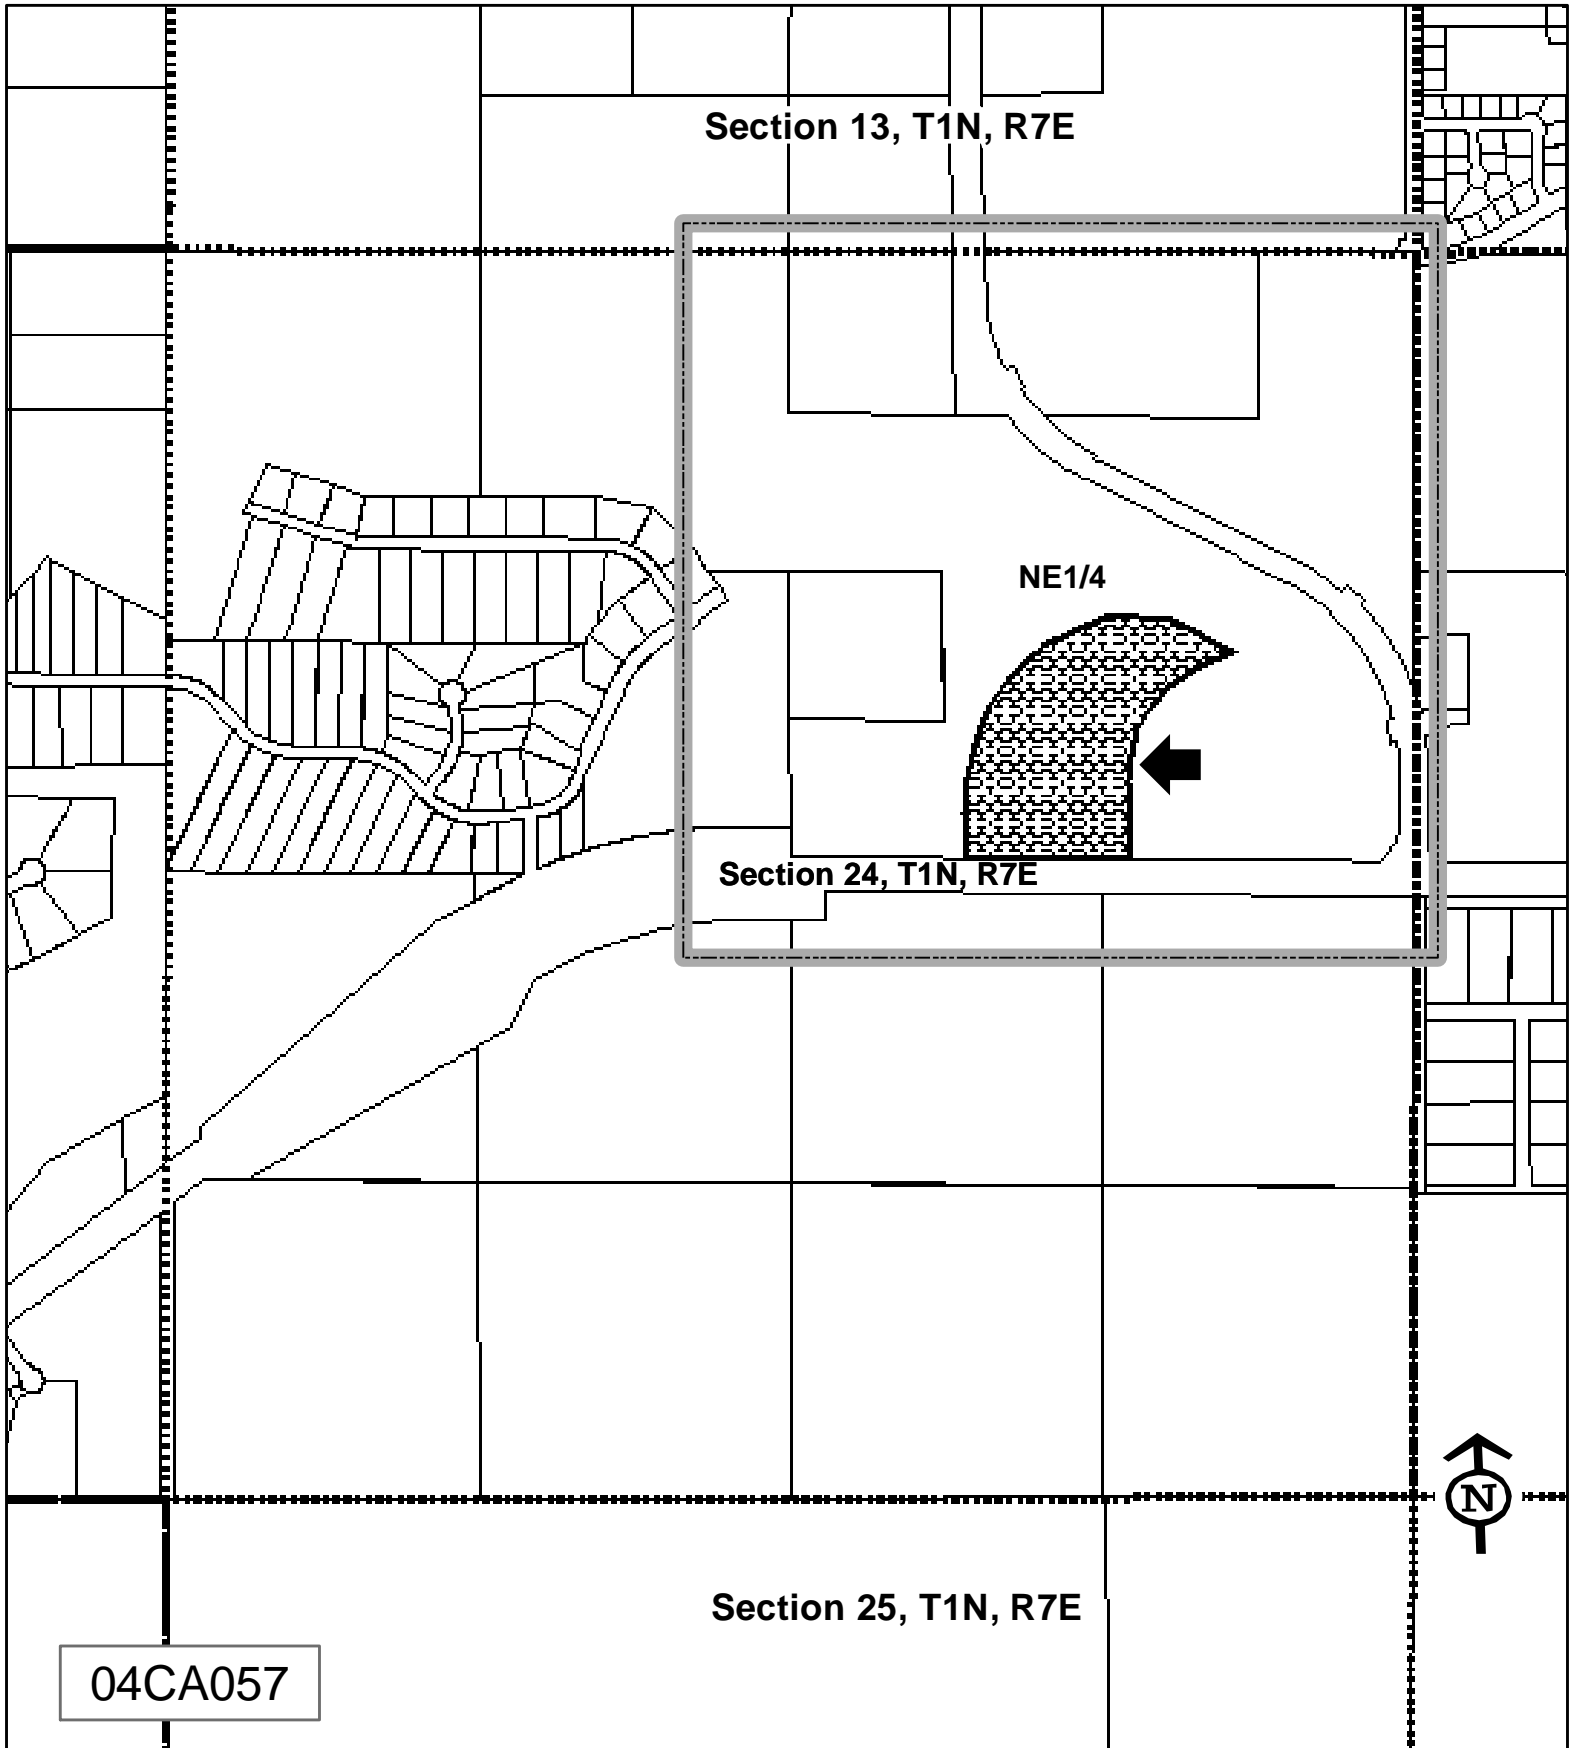 Section 13, T1N, R7E
NE1/4
Section 24, T1N, R7E
N
Section 25, T1N, R7E
04CA057